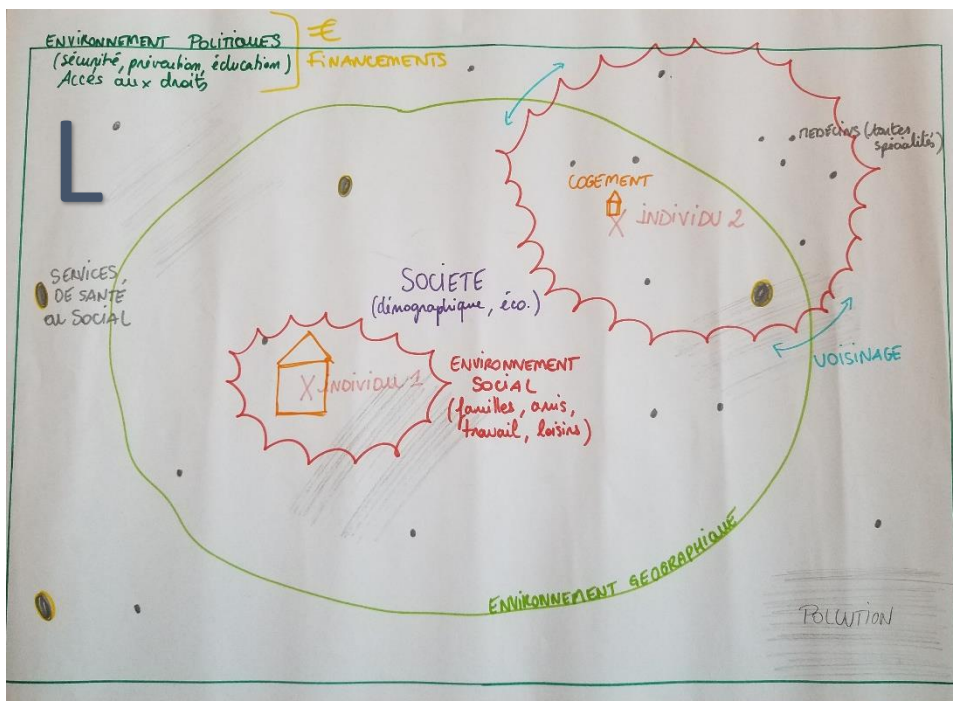 ENVIRONNEMENT POLITIQUES
(sécurité, prévention, éducation)
Accès aux droits
= €
FINANCEMENTS
L
MEDECINS (toutes
spécialités)
LOGEMENT
X INDIVIDU 2
SERVICES
DE SANTÉ
ou SOCIAL
SOCIETE
(démographique, éco.)
VOISINAGE
X INDIVIDU 1
ENVIRONNEMENT
SOCIAL
(familles, amis,
travail, loisirs)
ENVIRONNEMENT GEOGRAPHIQUE
POLLUTION